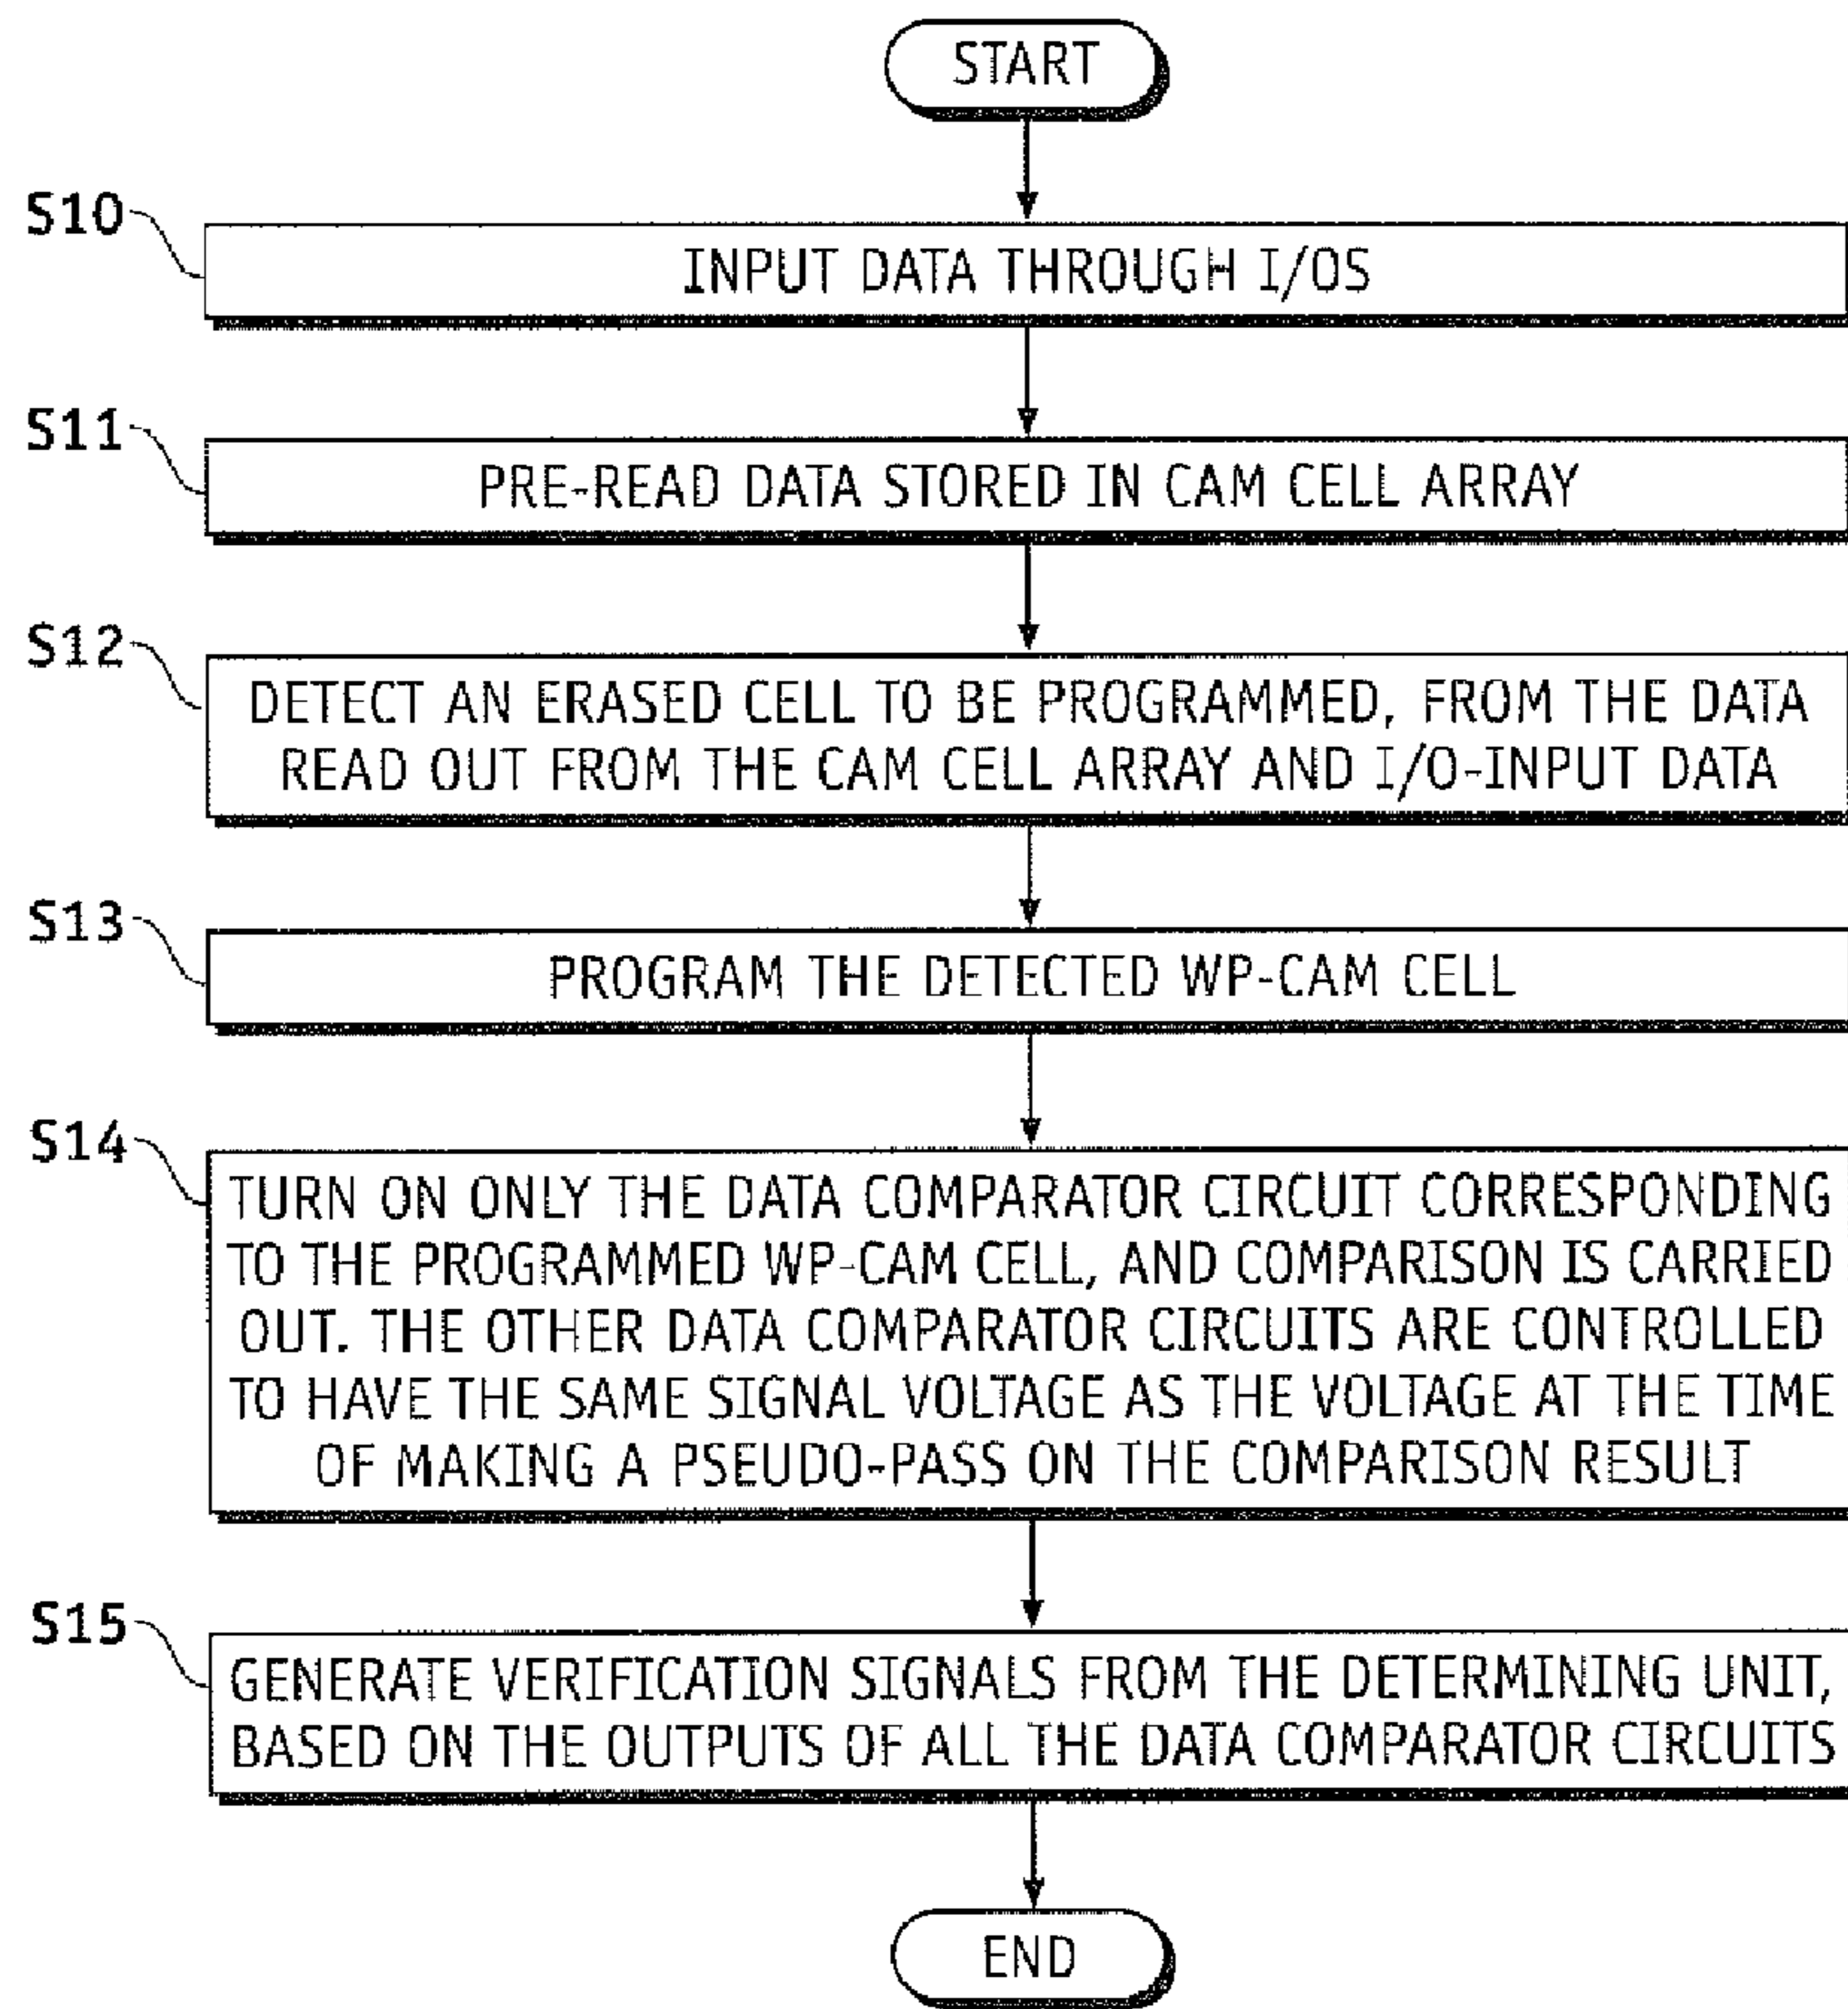 START
S10
INPUT DATA THROUGH I/OS
S11
PRE-READ DATA STORED IN CAM CELL ARRAY
S12
DETECT AN ERASED CELL TO BE PROGRAMMED, FROM THE DATA
READ OUT FROM THE CAM CELL ARRAY AND I/O-INPUT DATA
S13
PROGRAM THE DETECTED WP-CAM CELL
S14
TURN ON ONLY THE DATA COMPARATOR CIRCUIT CORRESPONDING
TO THE PROGRAMMED WP-CAM CELL, AND COMPARISON IS CARRIED
OUT. THE OTHER DATA COMPARATOR CIRCUITS ARE CONTROLLED
TO HAVE THE SAME SIGNAL VOLTAGE AS THE VOLTAGE AT THE TIME
OF MAKING A PSEUDO-PASS ON THE COMPARISON RESULT
S15
GENERATE VERIFICATION SIGNALS FROM THE DETERMINING UNIT,
BASED ON THE OUTPUTS OF ALL THE DATA COMPARATOR CIRCUITS
END